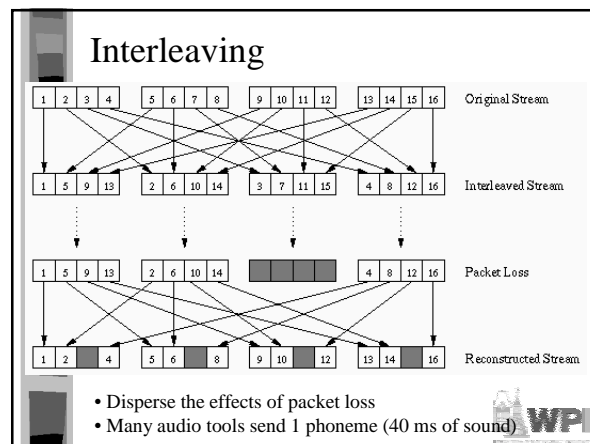 Interleaving
1 2 3 4 5 6 7 8 9 10 11 12 13 14 15 16 Original Stream
1 5 9 13 2 6 10 14 3 7 11 15 4 8 12 16 Interleaved Stream
1 5 9 13 2 6 10 14 4 8 12 16 Packet Loss
1 2 4 5 6 8 9 10 12 13 14 16 Reconstructed Stream
• Disperse the effects of packet loss
• Many audio tools send 1 phoneme (40 ms of sound)
WPI